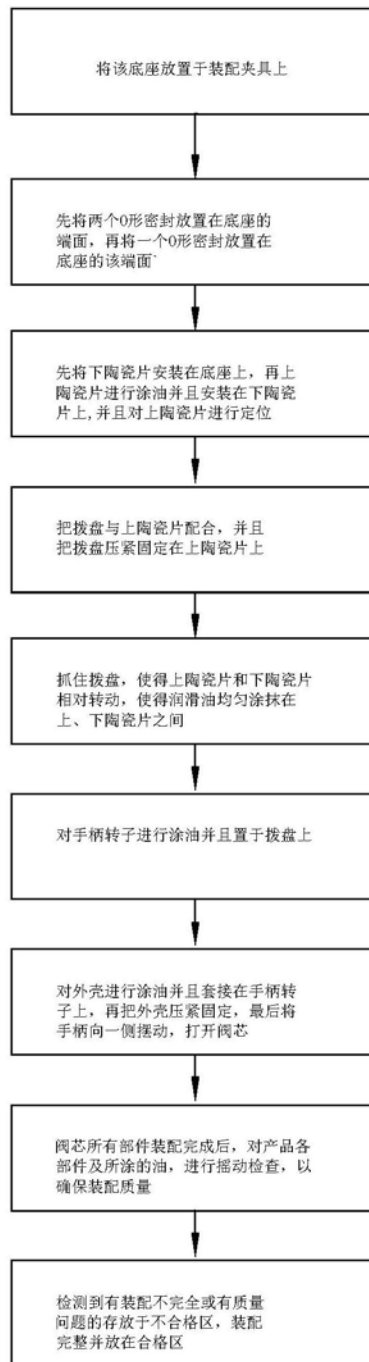 将该底座放置于装配夹具上
先将两个O形密封放置在底座的
端面，再将一个O形密封放置在
底座的该端面`
先将下陶瓷片安装在底座上，再上
陶瓷片进行涂油并且安装在下陶瓷
片上,并且对上陶瓷片进行定位
把拨盘与上陶瓷片配合，并且
把拨盘压紧固定在上陶瓷片上
抓住拨盘，使得上陶瓷片和下陶瓷片
相对转动，使得润滑油均匀涂抹在
上、下陶瓷片之间
对手柄转子进行涂油并且置于拨盘上
对外壳进行涂油并且套接在手柄转
子上，再把外壳压紧固定，最后将
手柄向一侧摆动，打开阀芯
阀芯所有部件装配完成后，对产品各
部件及所涂的油，进行摇动检查，以
确保装配质量
检测到有装配不完全或有质量
问题的存放于不合格区，装配
完整并放在合格区